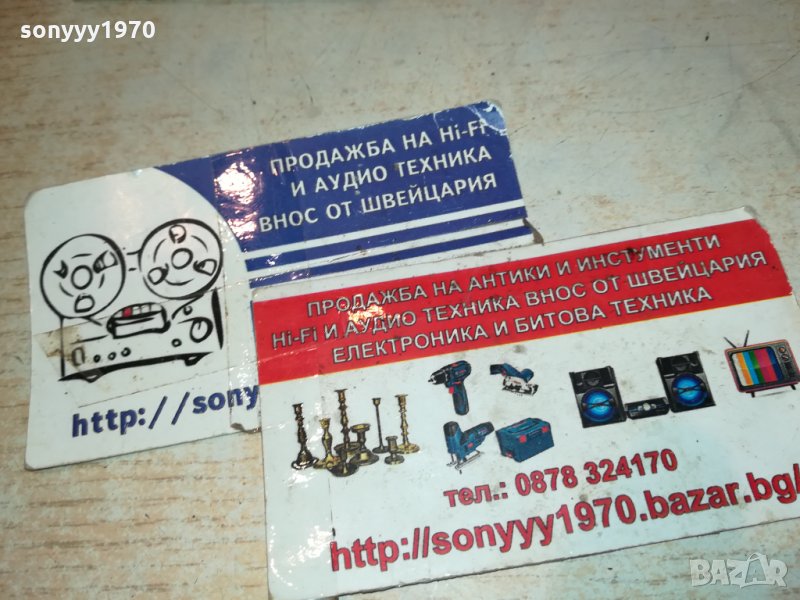 sonyyy1970
ПРОДАЖБА НА Hi-Fi
И АУДИО ТЕХНИКА
ВНОС ОТ ШВЕЙЦАРИЯ
http://sony
ПРОДАЖБА НА АНТИКИ И ИНСТУМЕНТИ
Hi-Fi И АУДИО ТЕХНИКА ВНОС ОТ ШВЕЙЦАРИЯ
ЕЛЕКТРОНИКА И БИТОВА ТЕХНИКА
тел.: 0878 324170
http://sonyyy1970.bazar.bg/
BAZAR